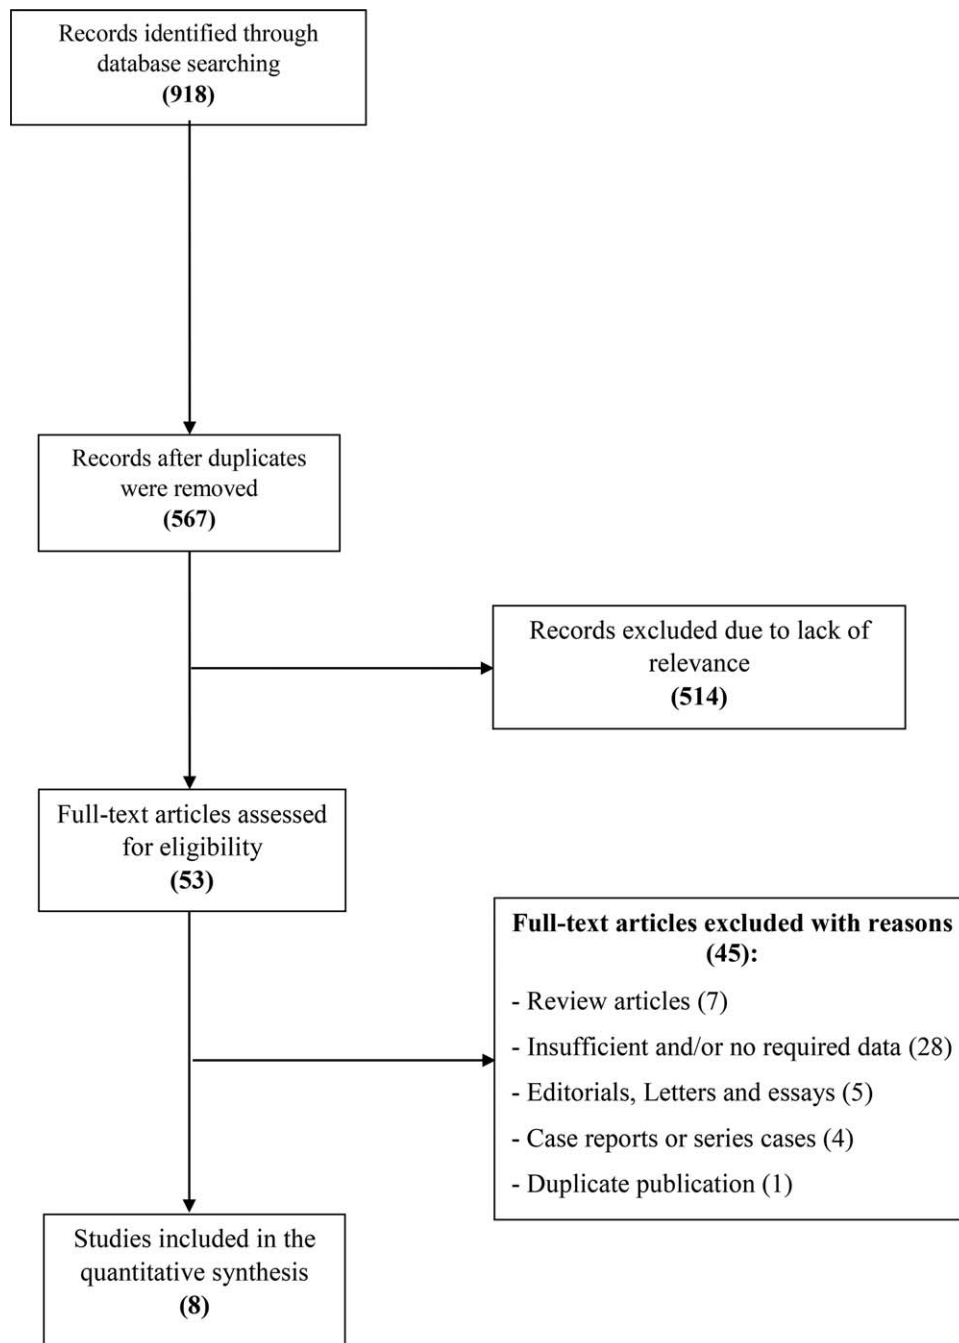 Records identified through
database searching
(918)
Records after duplicates
were removed
(567)
Records excluded due to lack of
relevance
(514)
Full-text articles assessed
for eligibility
(53)
Full-text articles excluded with reasons
(45):
- Review articles (7)
- Insufficient and/or no required data (28)
- Editorials, Letters and essays (5)
- Case reports or series cases (4)
- Duplicate publication (1)
Studies included in the
quantitative synthesis
(8)